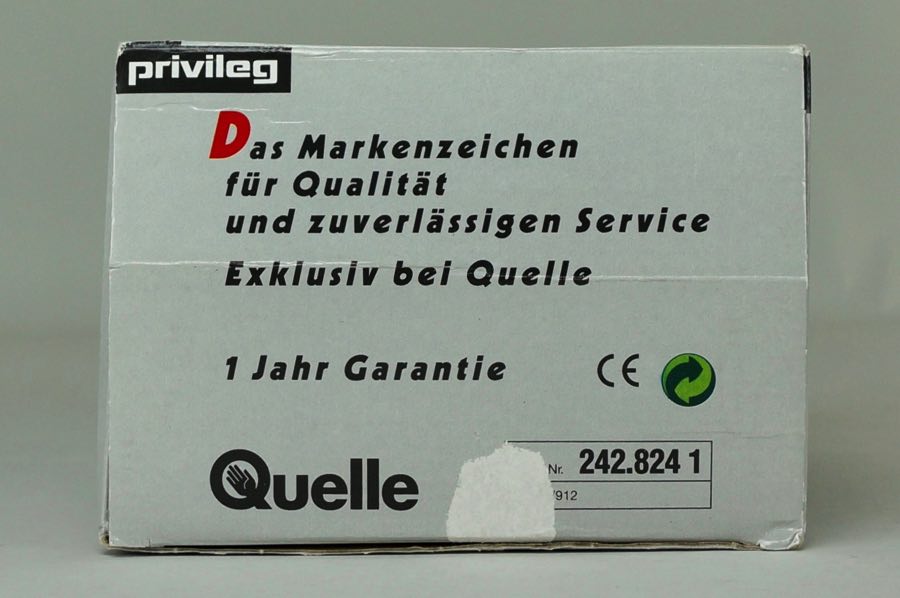 privileg
Das Markenzeichen
für Qualität
und zuverlässigen Service
Exklusiv bei Quelle
1 Jahr Garantie
CE
Quelle
Nr. 242.824 1
/912